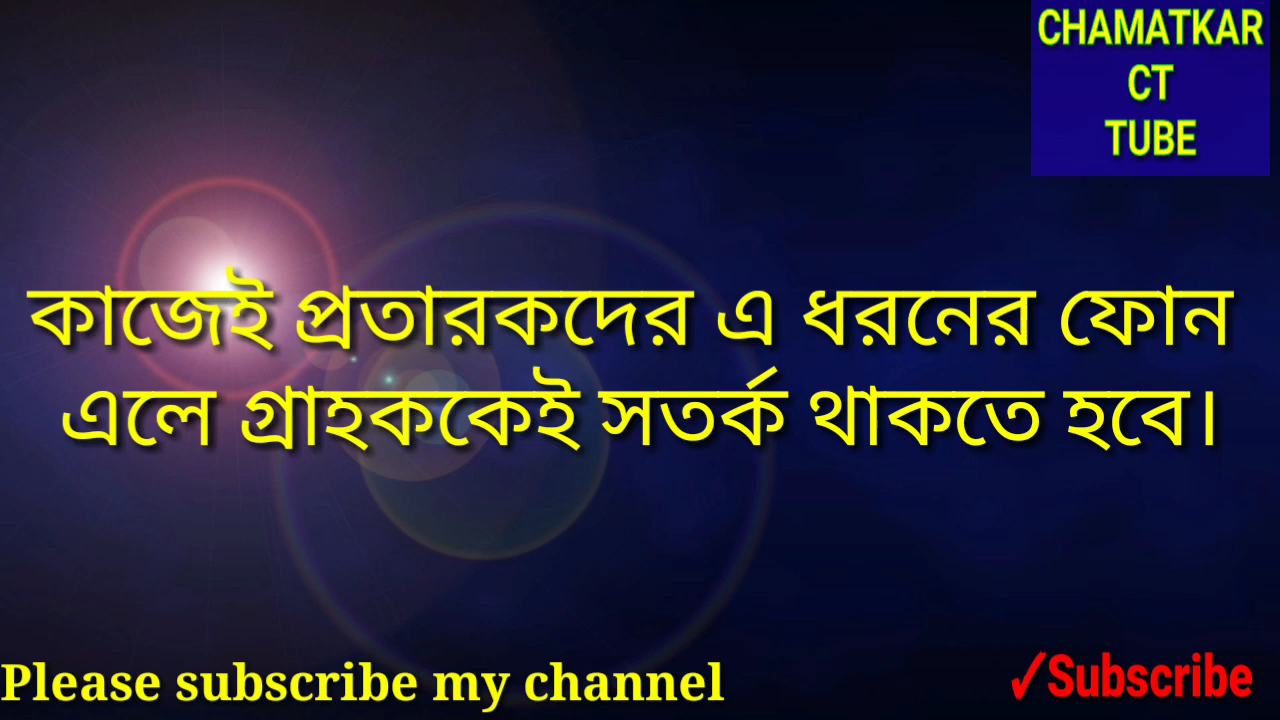 CHAMATKAR
CT
TUBE
কাজেই প্রতারকদের এ ধরনের ফোন
এলে গ্রাহককেই সতর্ক থাকতে হবে।
Please subscribe my channel
✓Subscribe